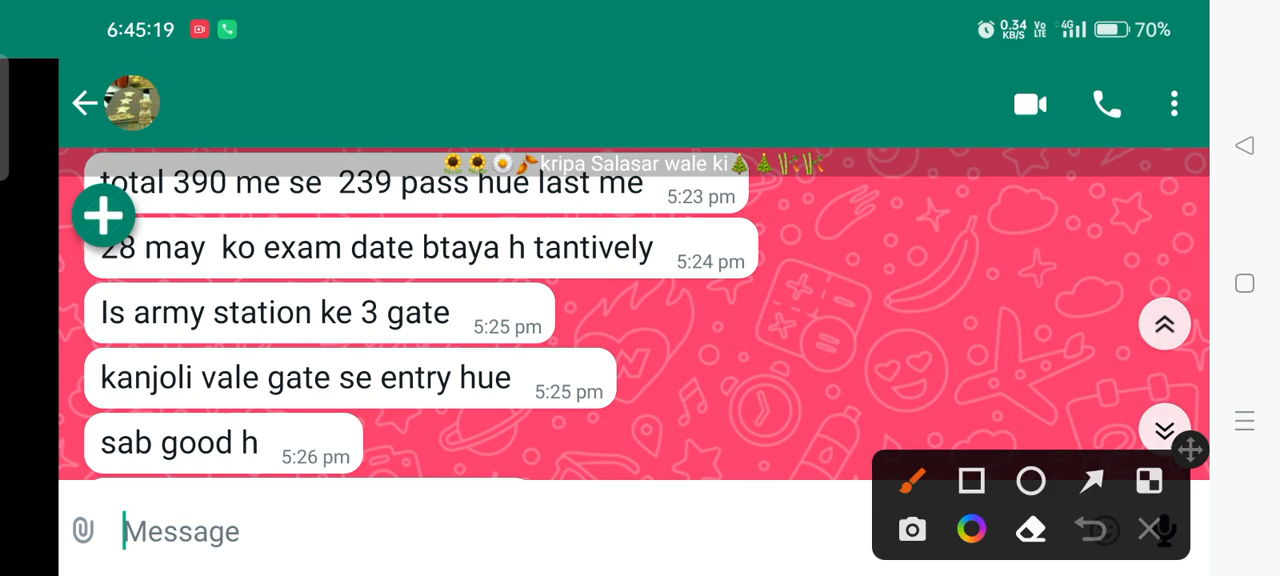 6:45:19 0.34 KB/S Vo LTE 4G 70%
kripa Salasar wale ki
total 390 me se 239 pass hue last me 5:23 pm
28 may ko exam date btaya h tantively 5:24 pm
Is army station ke 3 gate 5:25 pm
kanjoli vale gate se entry hue 5:25 pm
sab good h 5:26 pm
Message